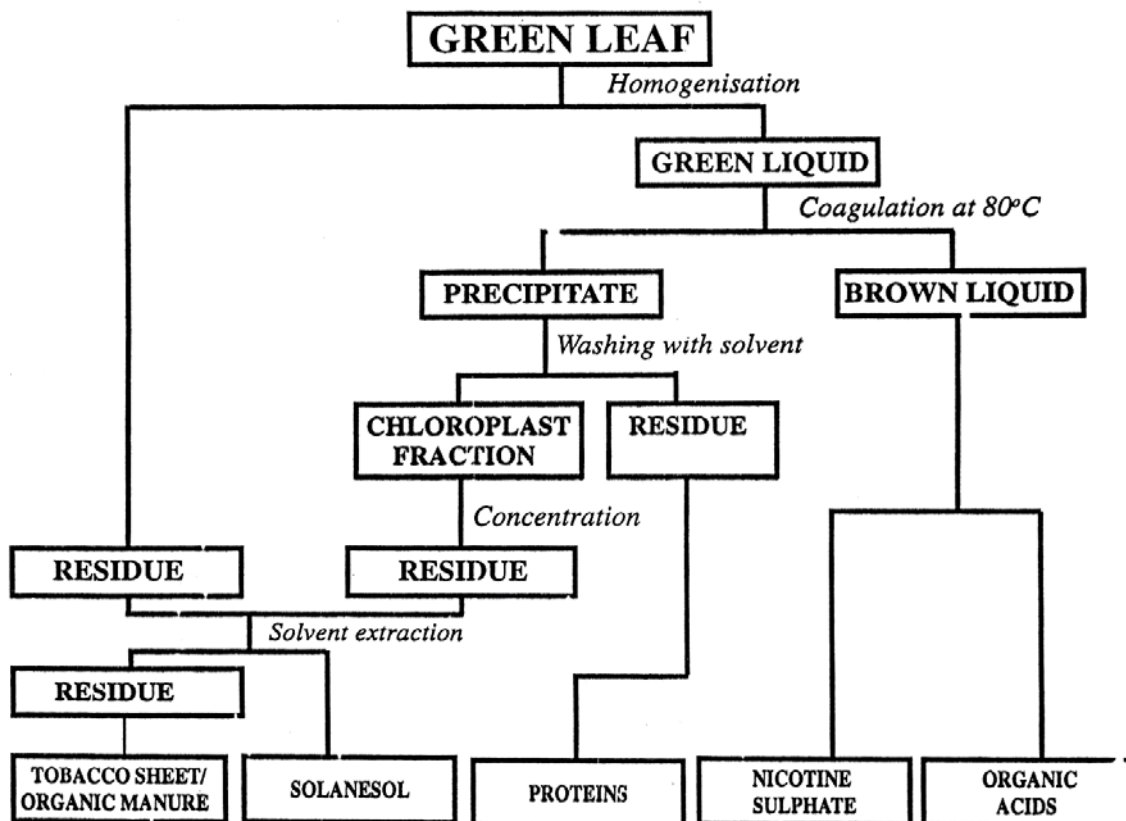 GREEN LEAF
Homogenisation
GREEN LIQUID
Coagulation at 80°C
PRECIPITATE
BROWN LIQUID
Washing with solvent
CHLOROPLAST
FRACTION
RESIDUE
Concentration
RESIDUE
RESIDUE
Solvent extraction
RESIDUE
TOBACCO SHEET/
ORGANIC MANURE
SOLANESOL
PROTEINS
NICOTINE
SULPHATE
ORGANIC
ACIDS